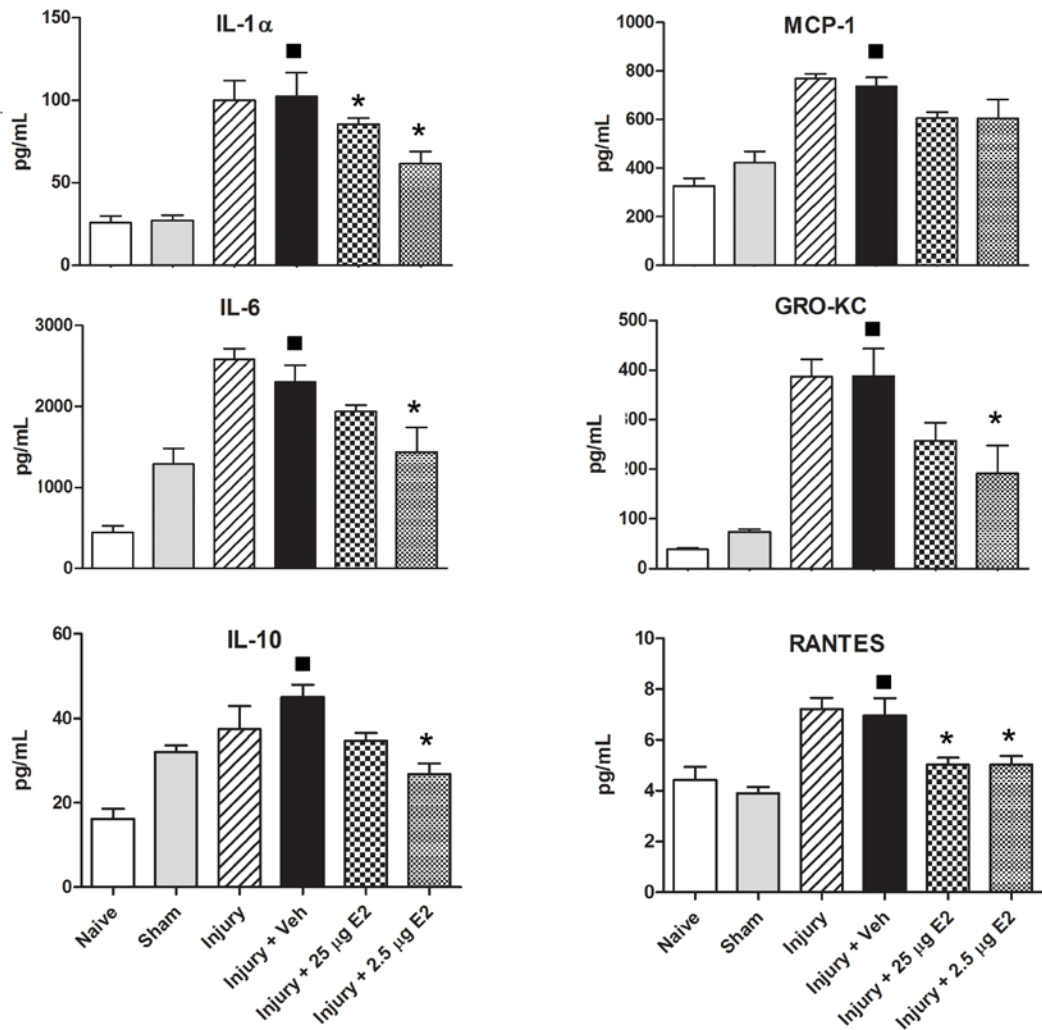 IL-1α
150
100
50
0
pg/mL
MCP-1
1000
800
600
400
200
0
pg/mL
IL-6
3000
2000
1000
0
pg/mL
GRO-KC
500
400
300
200
100
0
pg/mL
IL-10
60
40
20
0
pg/mL
Naive
Sham
Injury
Injury + Veh
Injury + 25 μg E2
Injury + 2.5 μg E2
RANTES
10
8
6
4
2
0
pg/mL
Naive
Sham
Injury
Injury + Veh
Injury + 25 μg E2
Injury + 2.5 μg E2